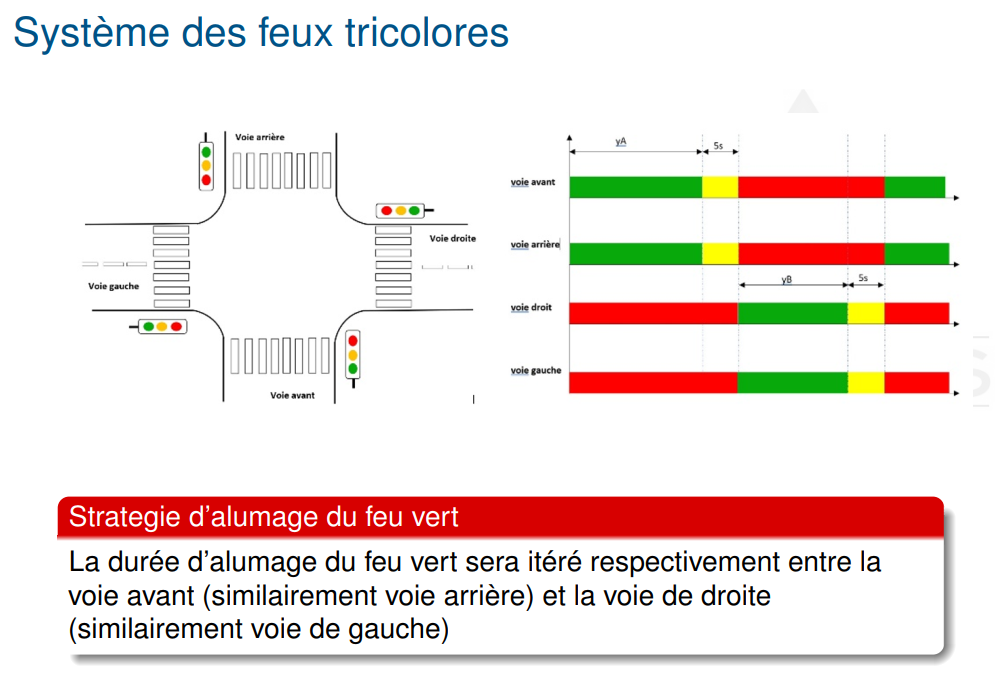 Système des feux tricolores
Voie arrière
Voie droite
Voie gauche
Voie avant
yA
5s
voie avant
voie arrière
yB
5s
voie droit
voie gauche
Strategie d'alumage du feu vert
La durée d'alumage du feu vert sera itéré respectivement entre la
voie avant (similairement voie arrière) et la voie de droite
(similairement voie de gauche)